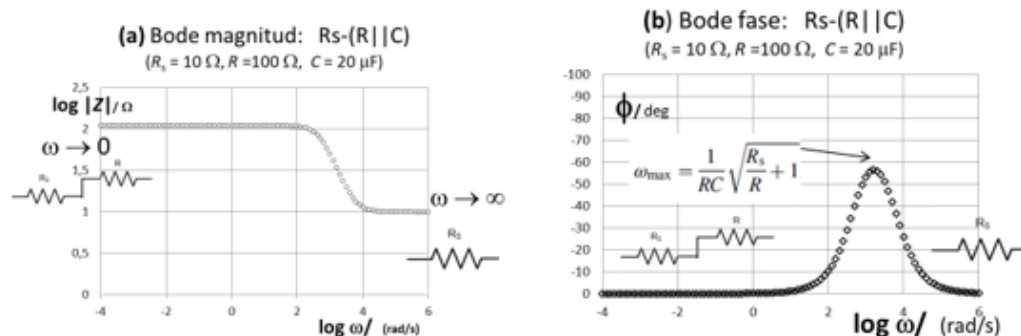 (a) Bode magnitud: Rs-(R||C)
(Rs = 10 Ω, R =100 Ω, C = 20 μF)
2,5
log |Z|/ Ω
2
ω → 0
R
Rs
1,5
ω → ∞
1
Rs
0,5
0
-4 -2 0 2 4 6
log ω/ (rad/s)
(b) Bode fase: Rs-(R||C)
(Rs = 10 Ω, R =100 Ω, C = 20 μF)
-100
-90
ϕ/ deg
-80
-70
-60
ωmax = 1/RC √(Rs/R + 1)
-50
-40
-30
R
Rs
Rs
-20
-10
0
-4 -2 0 2 4 6
log ω/ (rad/s)